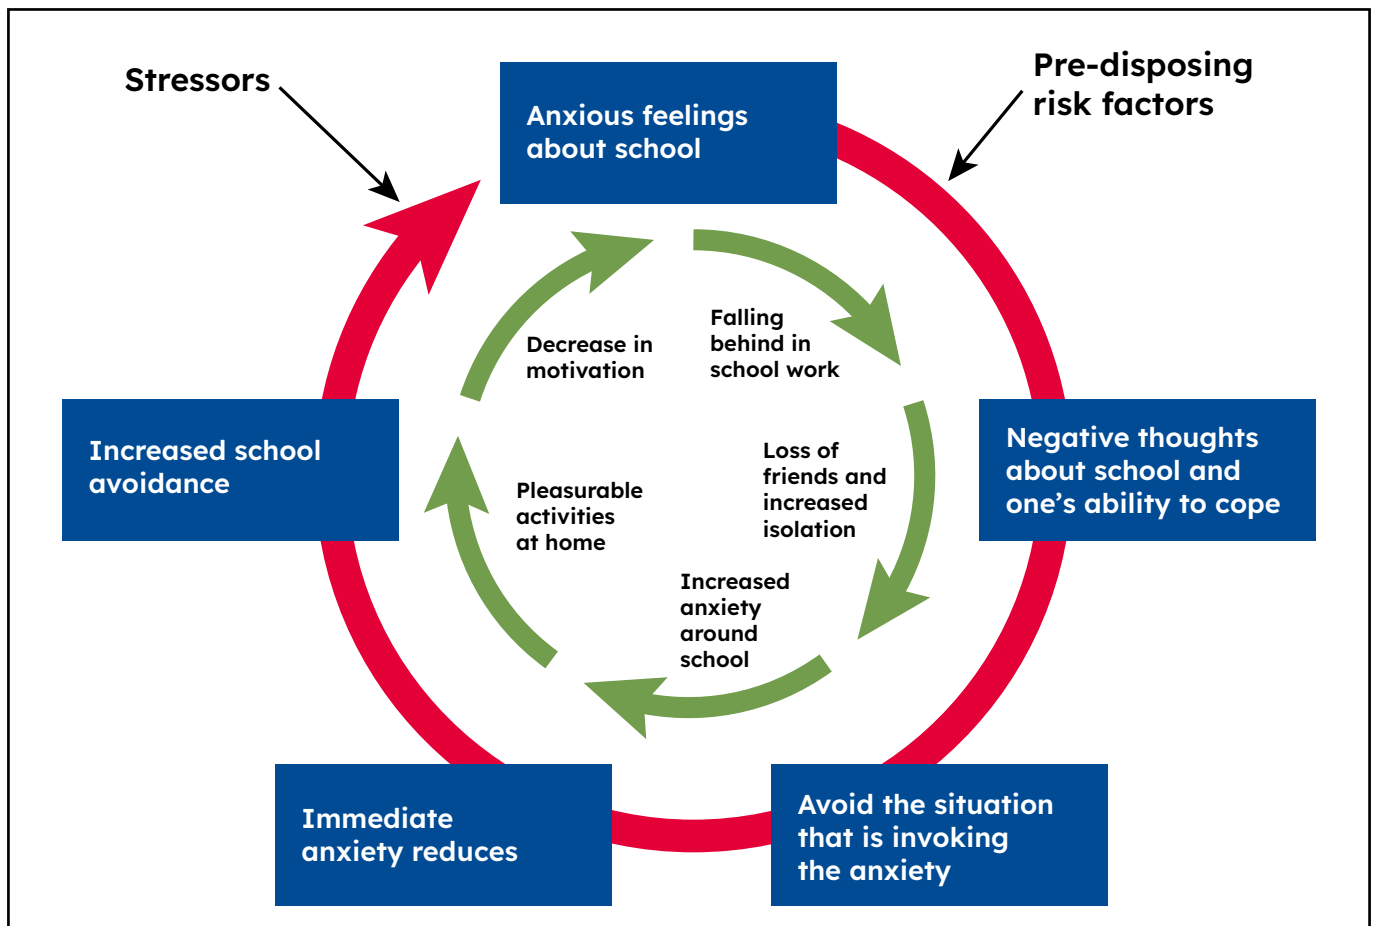 Stressors
Pre-disposing
risk factors
Anxious feelings
about school
Negative thoughts
about school and
one’s ability to cope
Avoid the situation
that is invoking
the anxiety
Immediate
anxiety reduces
Increased school
avoidance
Falling
behind in
school work
Loss of
friends and
increased
isolation
Increased
anxiety
around
school
Pleasurable
activities
at home
Decrease in
motivation